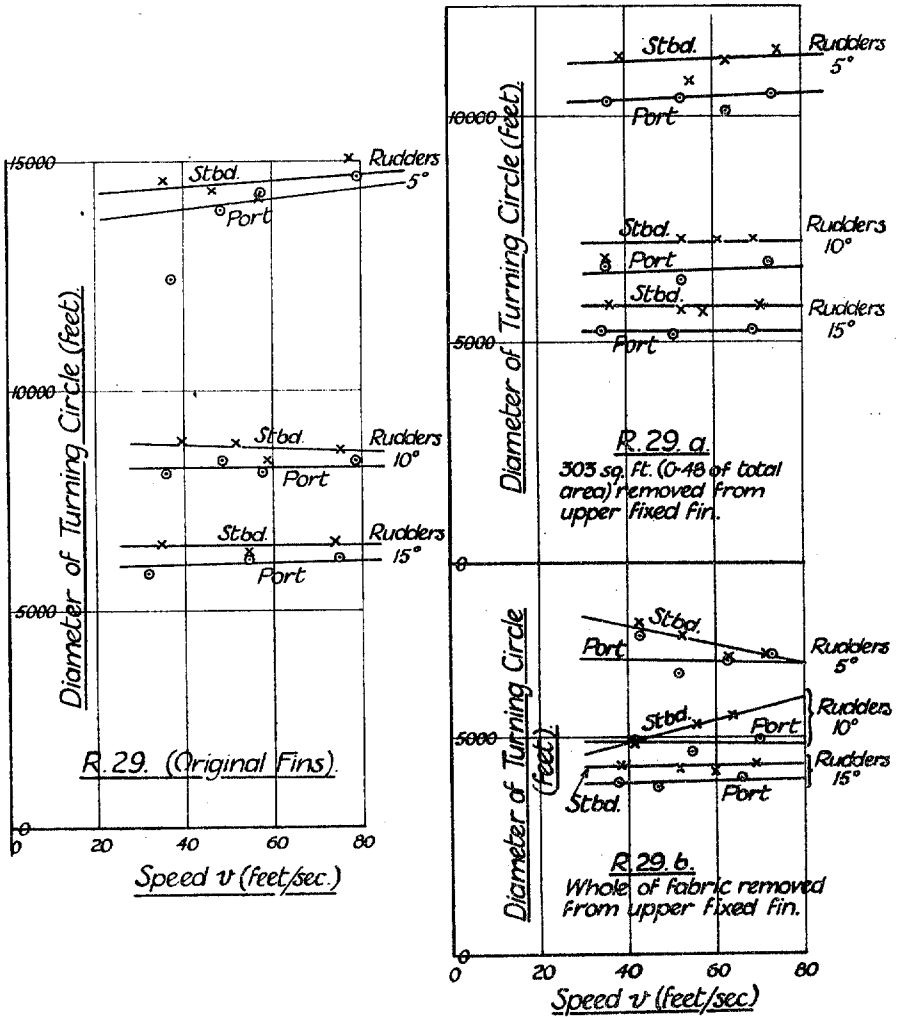 15000
10000
5000
0
0
20
40
60
80
Diameter of Turning Circle (feet)
Stbd.
Port
Rudders
5°
Stbd.
Port
Rudders
10°
Stbd.
Port
Rudders
15°
R.29. (Original Fins).
Speed v (feet/sec.)
10000
5000
0
Diameter of Turning Circle (feet)
Stbd.
Port
Rudders
5°
Stbd.
Port
Rudders
10°
Stbd.
Port
Rudders
15°
R.29.a.
303 sq. ft. (0·48 of total
area) removed from
upper fixed fin.
5000
0
Diameter of Turning Circle
(feet)
Stbd.
Port
Rudders
5°
Stbd.
Port
Rudders
10°
Stbd.
Port
Rudders
15°
R.29.b.
Whole of fabric removed
from upper fixed fin.
0
20
40
60
80
Speed v (feet/sec)